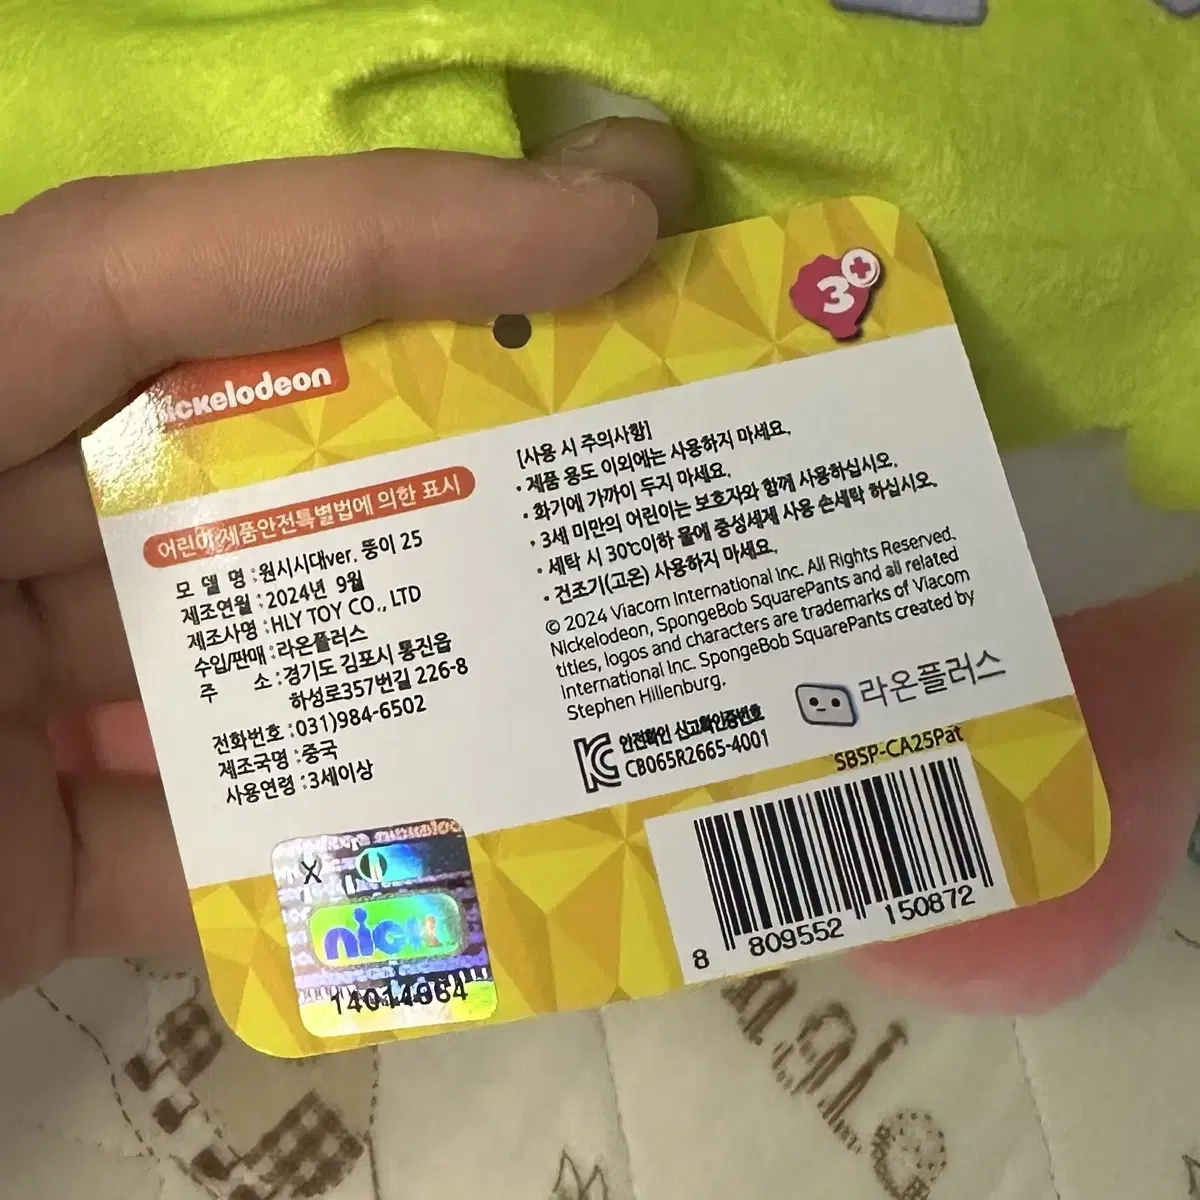 3+
nickelodeon
어린이제품안전특별법에 의한 표시
모 델 명 : 원시시대ver. 뚱이 25
제조연월 : 2024년 9월
제조사명 : HLY TOY CO., LTD
수입/판매 : 라온플러스
주 소 : 경기도 김포시 통진읍
하성로357번길 226-8
전화번호 : 031)984-6502
제조국명 : 중국
사용연령 : 3세이상
[사용 시 주의사항]
· 제품 용도 이외에는 사용하지 마세요.
· 화기에 가까이 두지 마세요.
· 3세 미만의 어린이는 보호자와 함께 사용하십시오.
· 세탁 시 30℃이하 물에 중성세제 사용 손세탁 하십시오.
· 건조기(고온) 사용하지 마세요.
© 2024 Viacom International Inc. All Rights Reserved.
Nickelodeon, SpongeBob SquarePants and all related
titles, logos and characters are trademarks of Viacom
International Inc. SpongeBob SquarePants created by
Stephen Hillenburg.
안전확인 신고확인증번호
CB065R2665-4001
라온플러스
SBSP-CA25Pat
8 809552 150872
nick